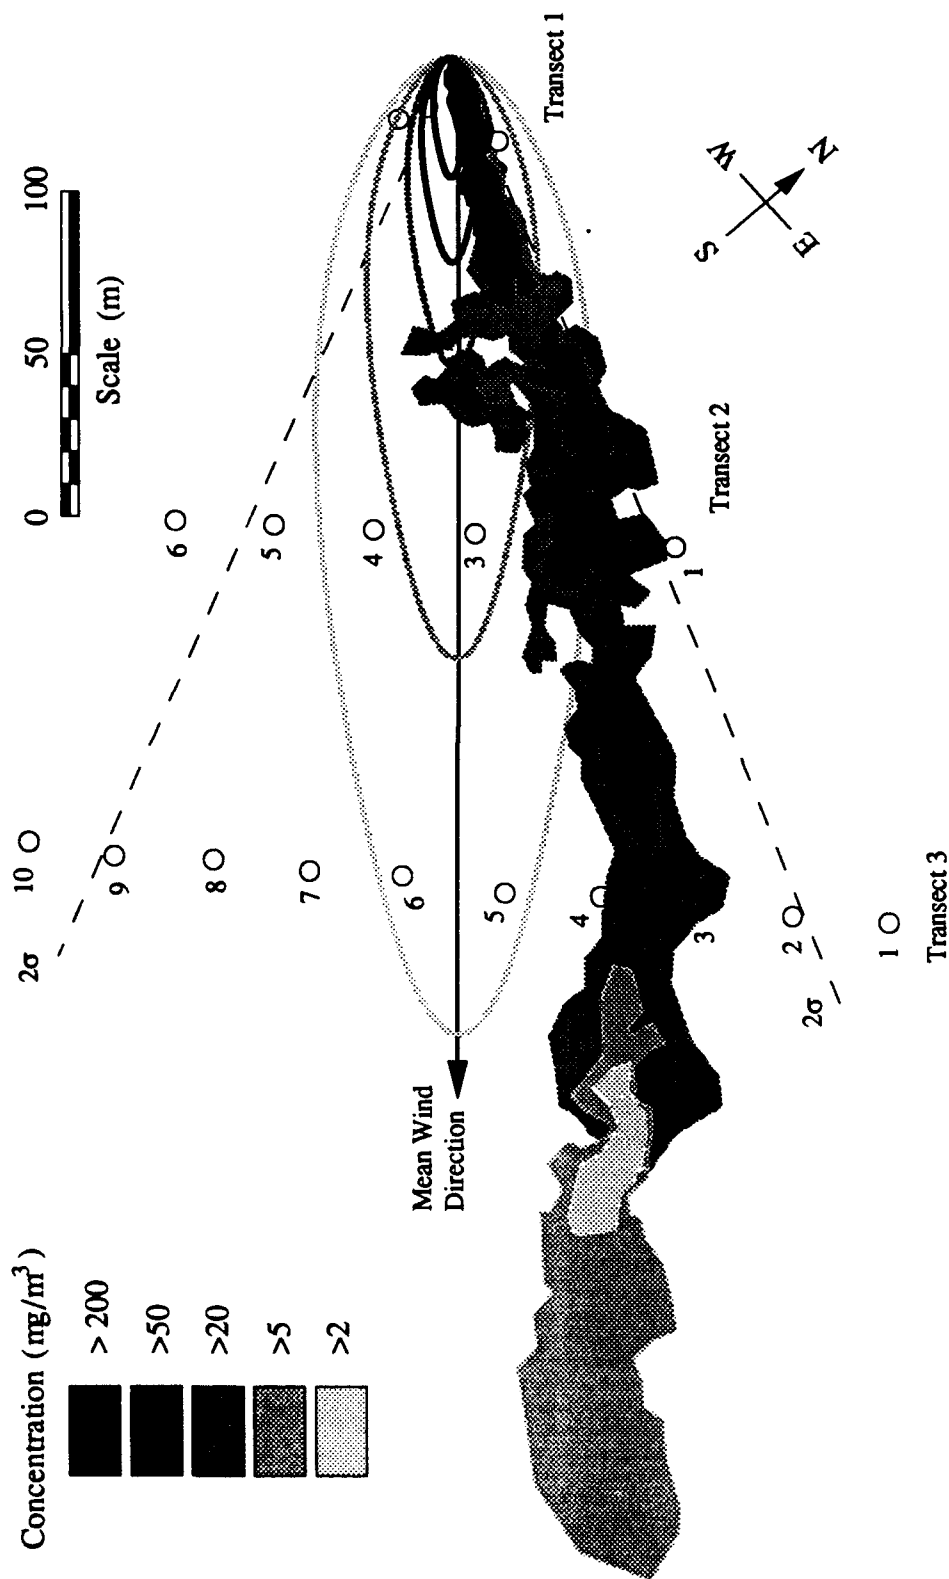 Concentration (mg/m³)
> 200
>50
>20
>5
>2
0
50
100
Scale (m)
Mean Wind
Direction
2σ
2σ
10
9
8
7
6
5
4
3
2
1
Transect 3
6
5
4
3
1
Transect 2
Transect 1
S
W
E
N